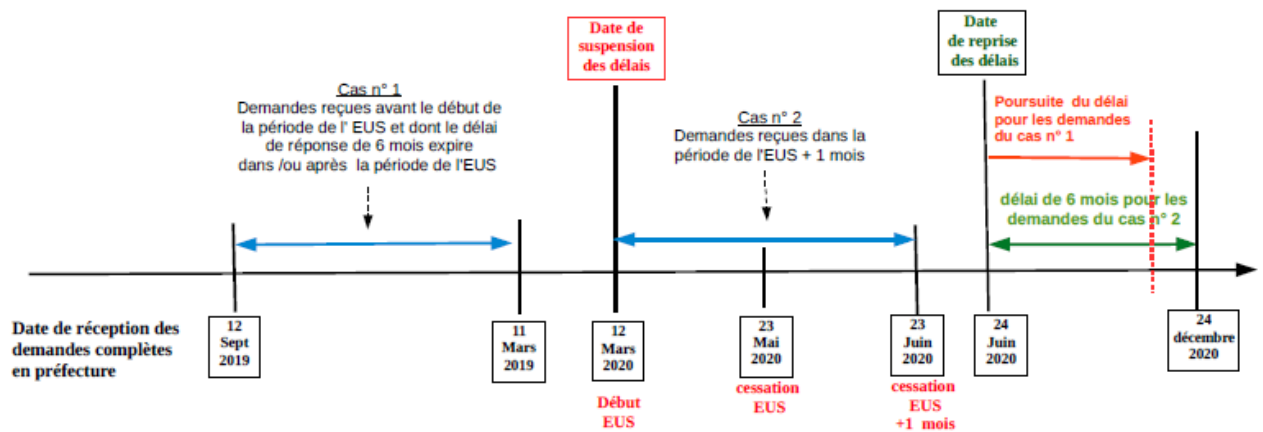 Date de
suspension
des délais
Date
de reprise
des délais
Cas n° 1
Demandes reçues avant le début de
la période de l' EUS et dont le délai
de réponse de 6 mois expire
dans /ou après la période de l'EUS
Cas n° 2
Demandes reçues dans la
période de l'EUS + 1 mois
Poursuite du délai
pour les demandes
du cas n° 1
délai de 6 mois pour les
demandes du cas n° 2
Date de réception des
demandes complètes
en préfecture
12
Sept
2019
11
Mars
2019
12
Mars
2020
Début
EUS
23
Mai
2020
cessation
EUS
23
Juin
2020
cessation
EUS
+1 mois
24
Juin
2020
24
décembre
2020